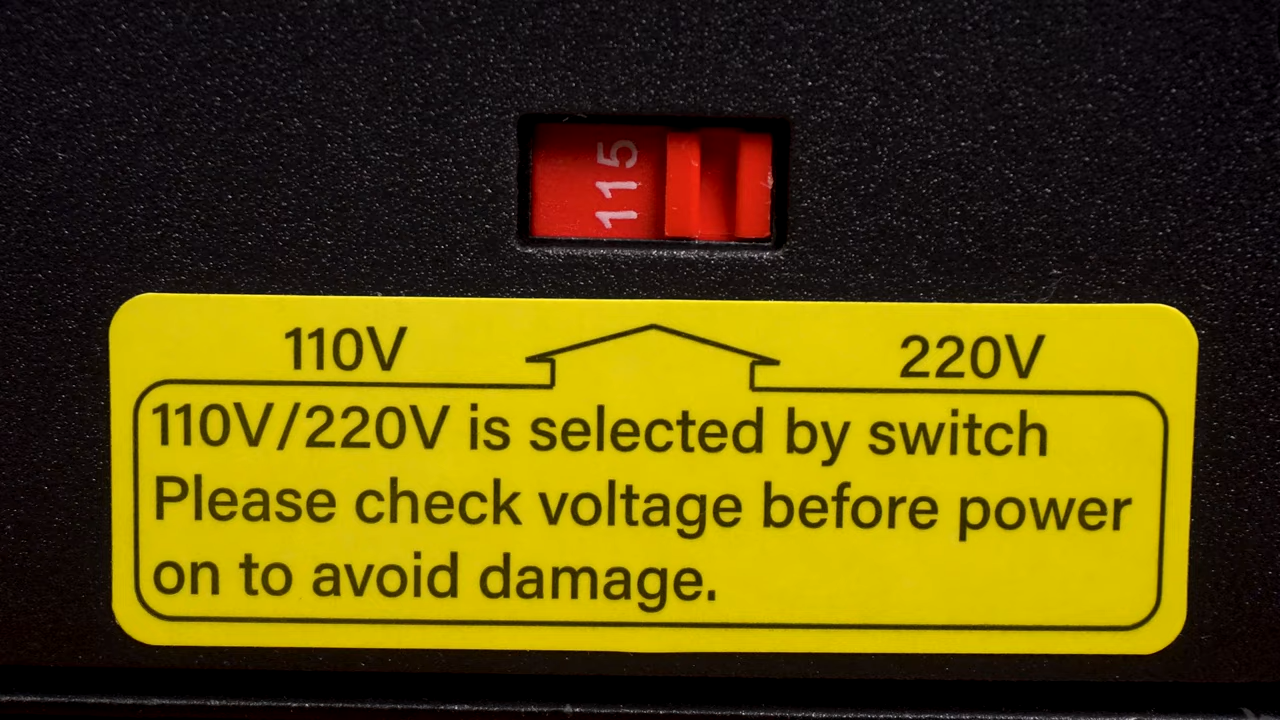 115
110V 220V
110V/220V is selected by switch
Please check voltage before power
on to avoid damage.